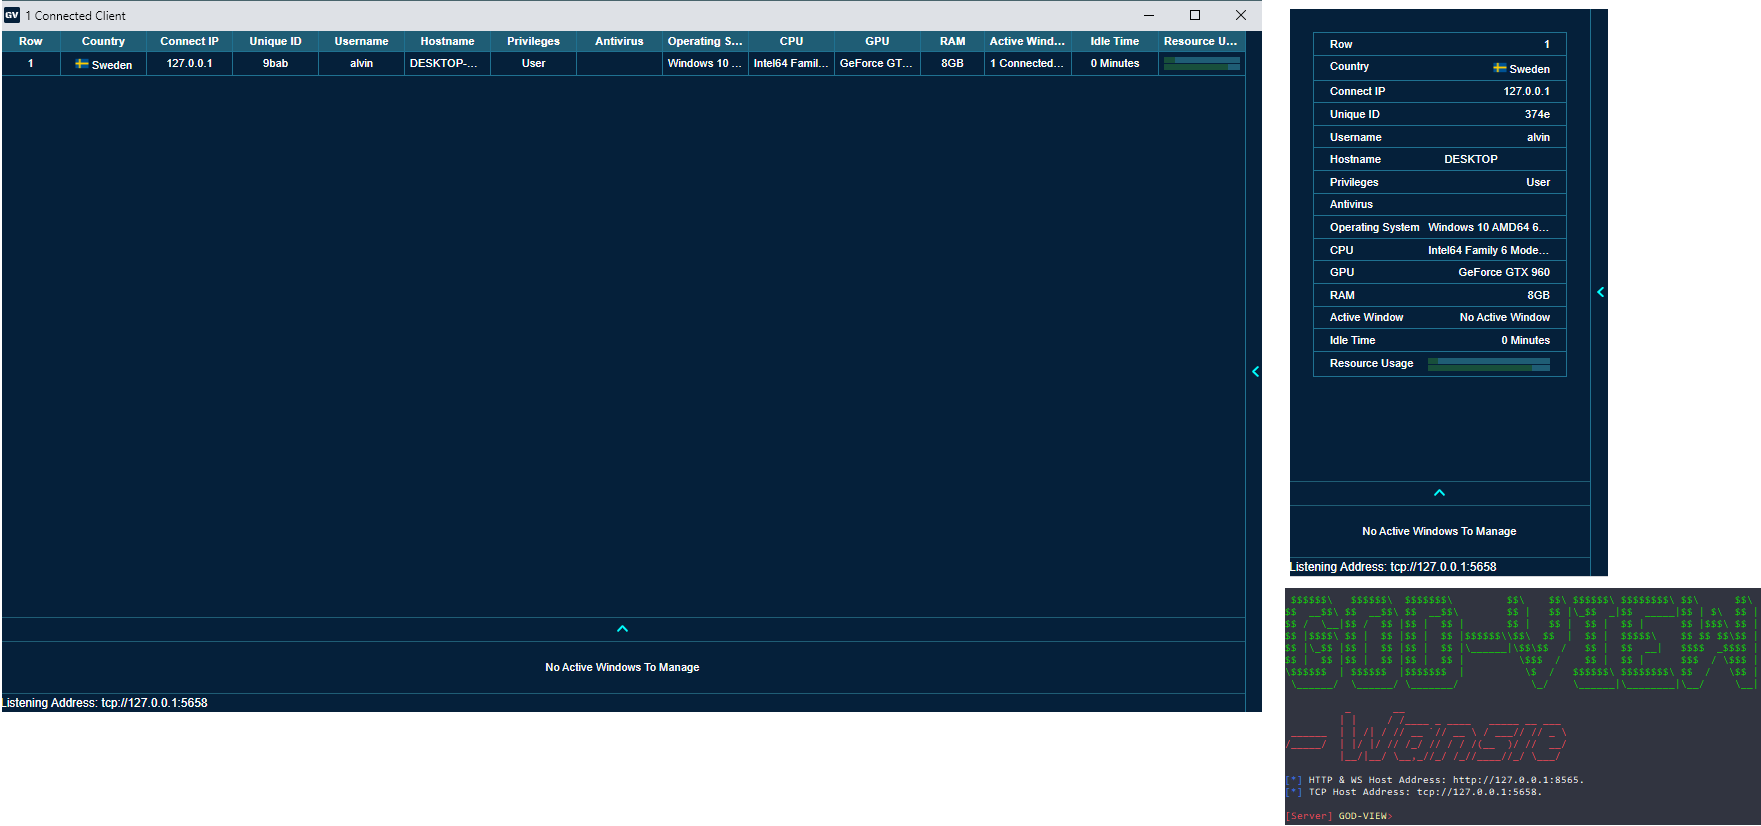 GV 1 Connected Client
Row Country Connect IP Unique ID Username Hostname Privileges Antivirus Operating S... CPU GPU RAM Active Wind... Idle Time Resource U...
1 Sweden 127.0.0.1 9bab alvin DESKTOP-... User Windows 10 ... Intel64 Famil... GeForce GT... 8GB 1 Connected... 0 Minutes
No Active Windows To Manage
Listening Address: tcp://127.0.0.1:5658
Row 1
Country Sweden
Connect IP 127.0.0.1
Unique ID 374e
Username alvin
Hostname DESKTOP
Privileges User
Antivirus
Operating System Windows 10 AMD64 6...
CPU Intel64 Family 6 Mode...
GPU GeForce GTX 960
RAM 8GB
Active Window No Active Window
Idle Time 0 Minutes
Resource Usage
No Active Windows To Manage
Listening Address: tcp://127.0.0.1:5658
GOD-VIEW
[*] HTTP & WS Host Address: http://127.0.0.1:8565.
[*] TCP Host Address: tcp://127.0.0.1:5658.
[Server] GOD-VIEW>